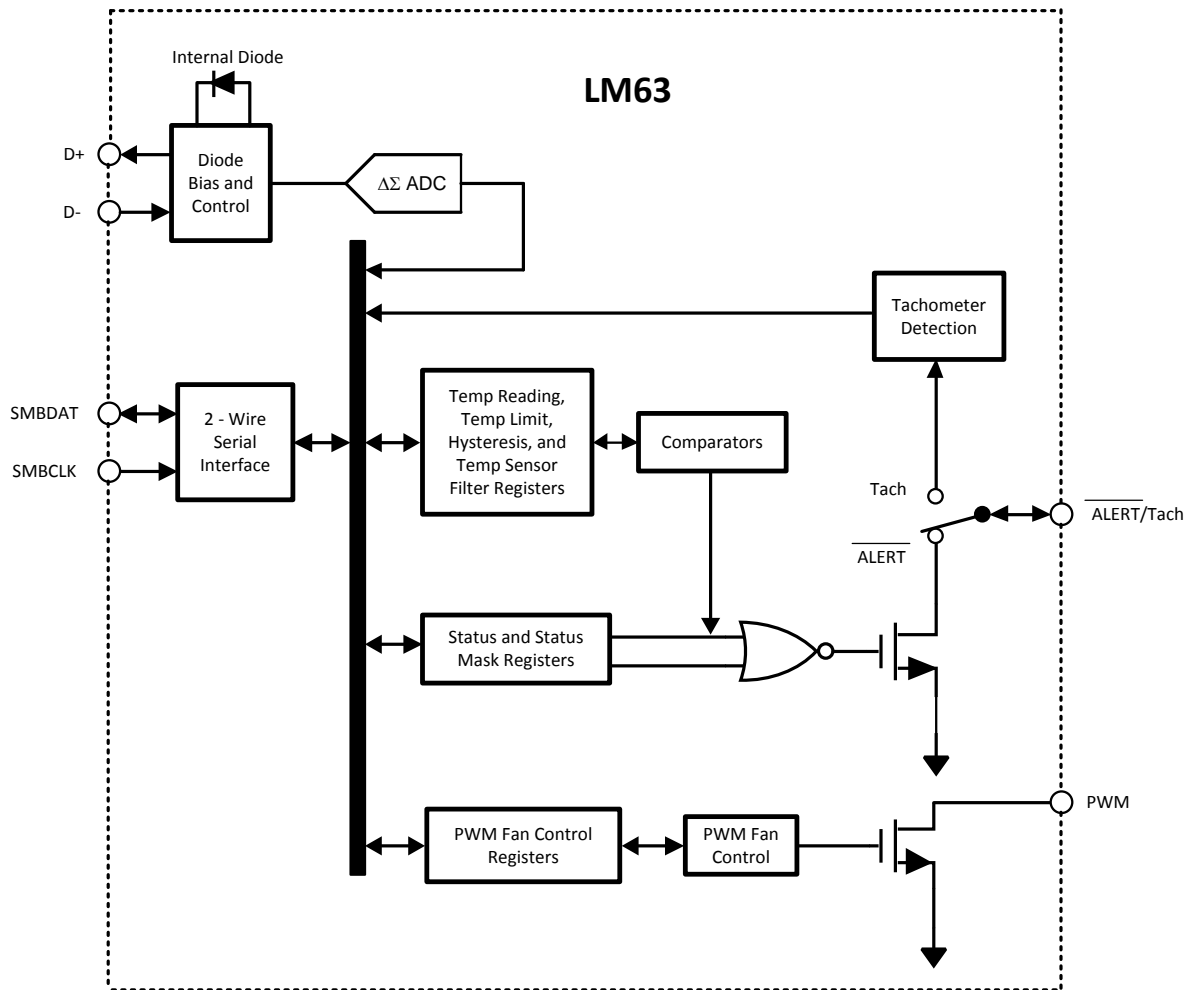 Internal Diode
LM63
D+
D-
Diode
Bias and
Control
ΔΣ ADC
Tachometer
Detection
SMBDAT
SMBCLK
2 - Wire
Serial
Interface
Temp Reading,
Temp Limit,
Hysteresis, and
Temp Sensor
Filter Registers
Comparators
Tach
ALERT/Tach
ALERT
Status and Status
Mask Registers
PWM
PWM Fan Control
Registers
PWM Fan
Control